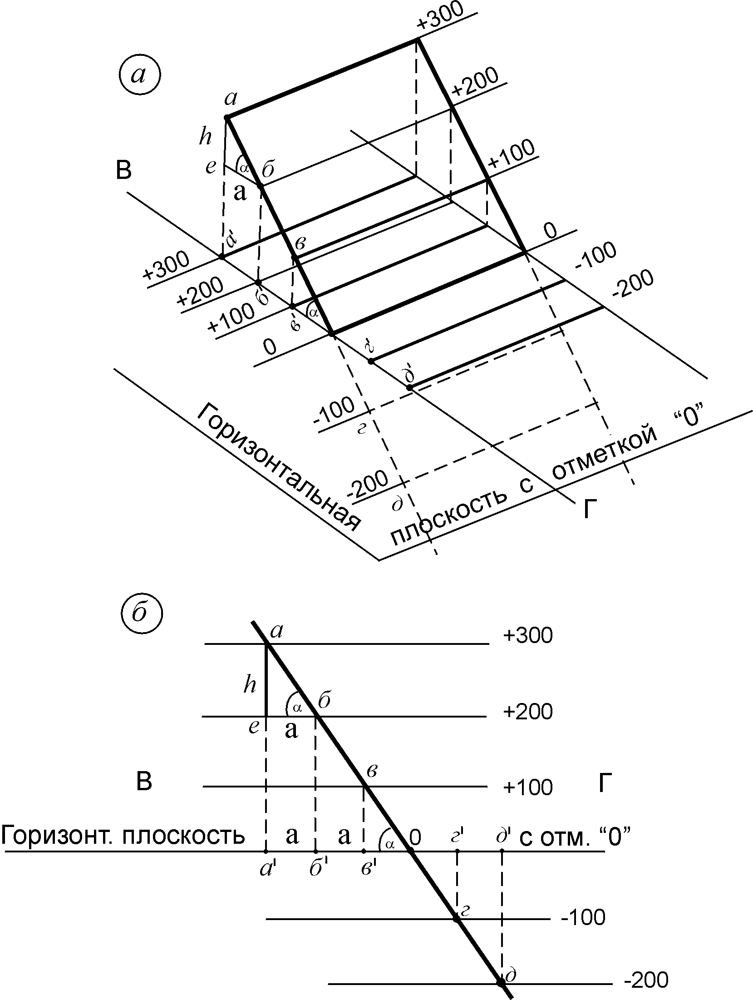 а
+300
+200
+100
0
-100
-200
а
h
е
α
б
а
В
в
а'
б'
в'
α
г'
д'
+300
+200
+100
0
-100
г
-200
д
Г
Горизонтальная
плоскость с отметкой “0”
б
а
+300
h
α
б
+200
е
а
В
в
+100
Г
Горизонт. плоскость
а
а
α
0
г'
д'
с отм. “0”
а'
б'
в'
г
-100
д
-200